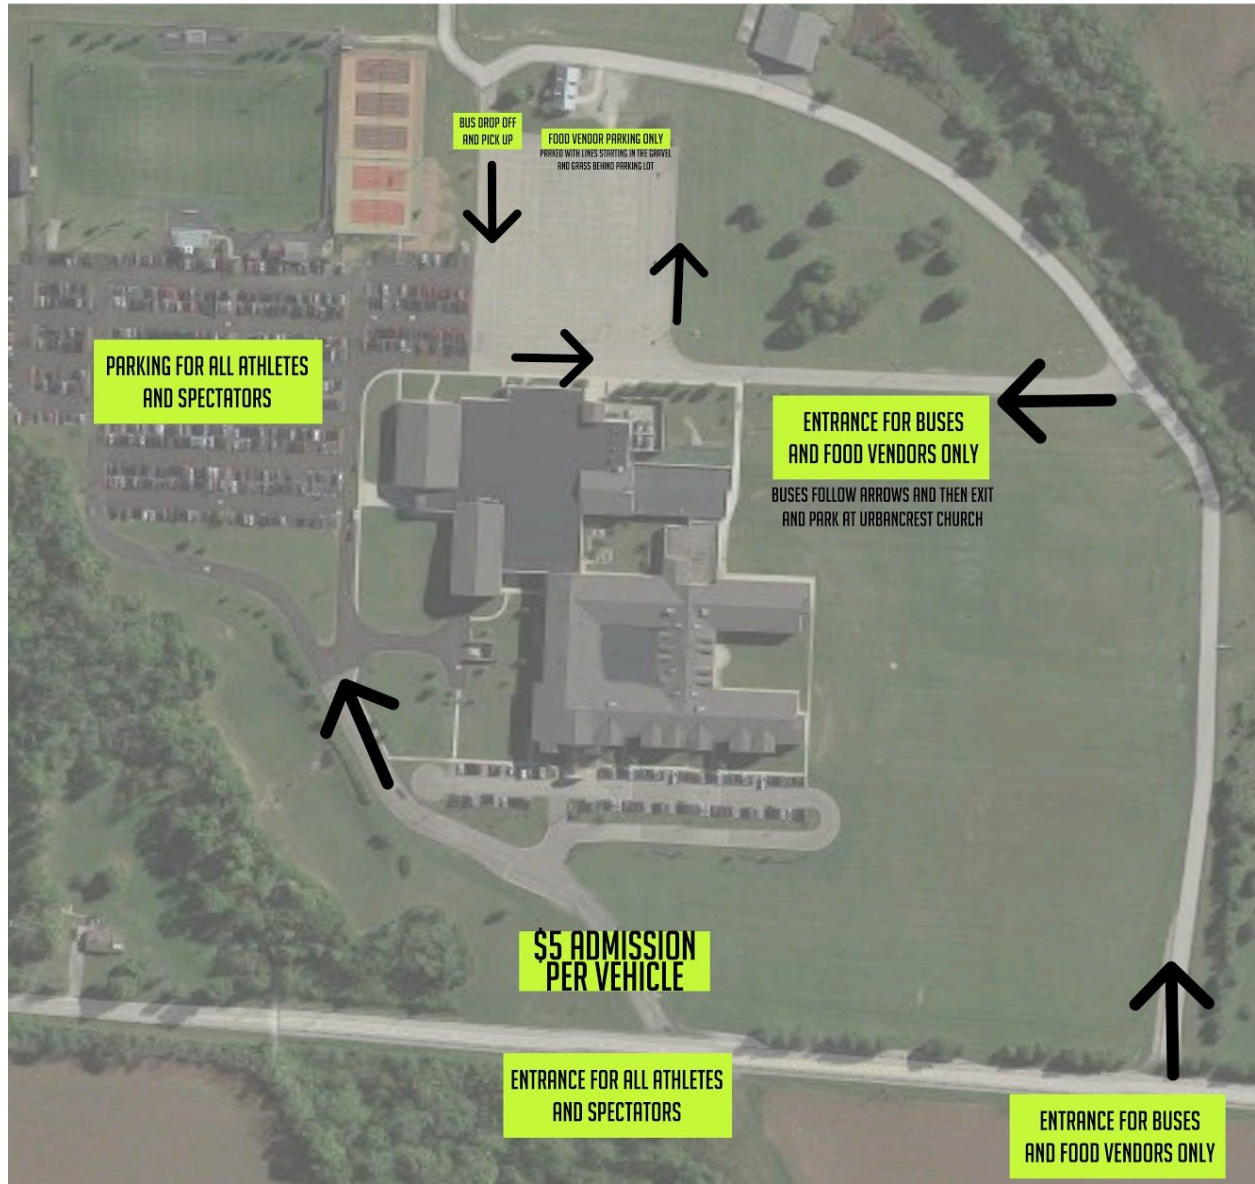 BUS DROP OFF
AND PICK UP
FOOD VENDOR PARKING ONLY
PARKED WITH LINES STARTING IN THE GRAVEL
AND GRASS BEHIND PARKING LOT
PARKING FOR ALL ATHLETES
AND SPECTATORS
ENTRANCE FOR BUSES
AND FOOD VENDORS ONLY
BUSES FOLLOW ARROWS AND THEN EXIT
AND PARK AT URBANCREST CHURCH
$5 ADMISSION
PER VEHICLE
ENTRANCE FOR ALL ATHLETES
AND SPECTATORS
ENTRANCE FOR BUSES
AND FOOD VENDORS ONLY